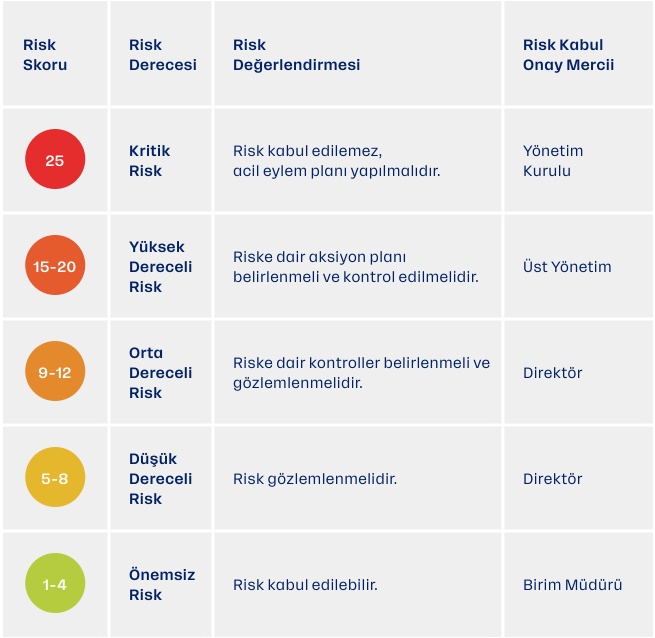 Risk
Skoru
Risk
Derecesi
Risk
Değerlendirmesi
Risk Kabul
Onay Mercii
25
Kritik
Risk
Risk kabul edilemez,
acil eylem planı yapılmalıdır.
Yönetim
Kurulu
15-20
Yüksek
Dereceli
Risk
Riske dair aksiyon planı
belirlenmeli ve kontrol edilmelidir.
Üst Yönetim
9-12
Orta
Dereceli
Risk
Riske dair kontroller belirlenmeli ve
gözlemlenmelidir.
Direktör
5-8
Düşük
Dereceli
Risk
Risk gözlemlenmelidir.
Direktör
1-4
Önemsiz
Risk
Risk kabul edilebilir.
Birim Müdürü